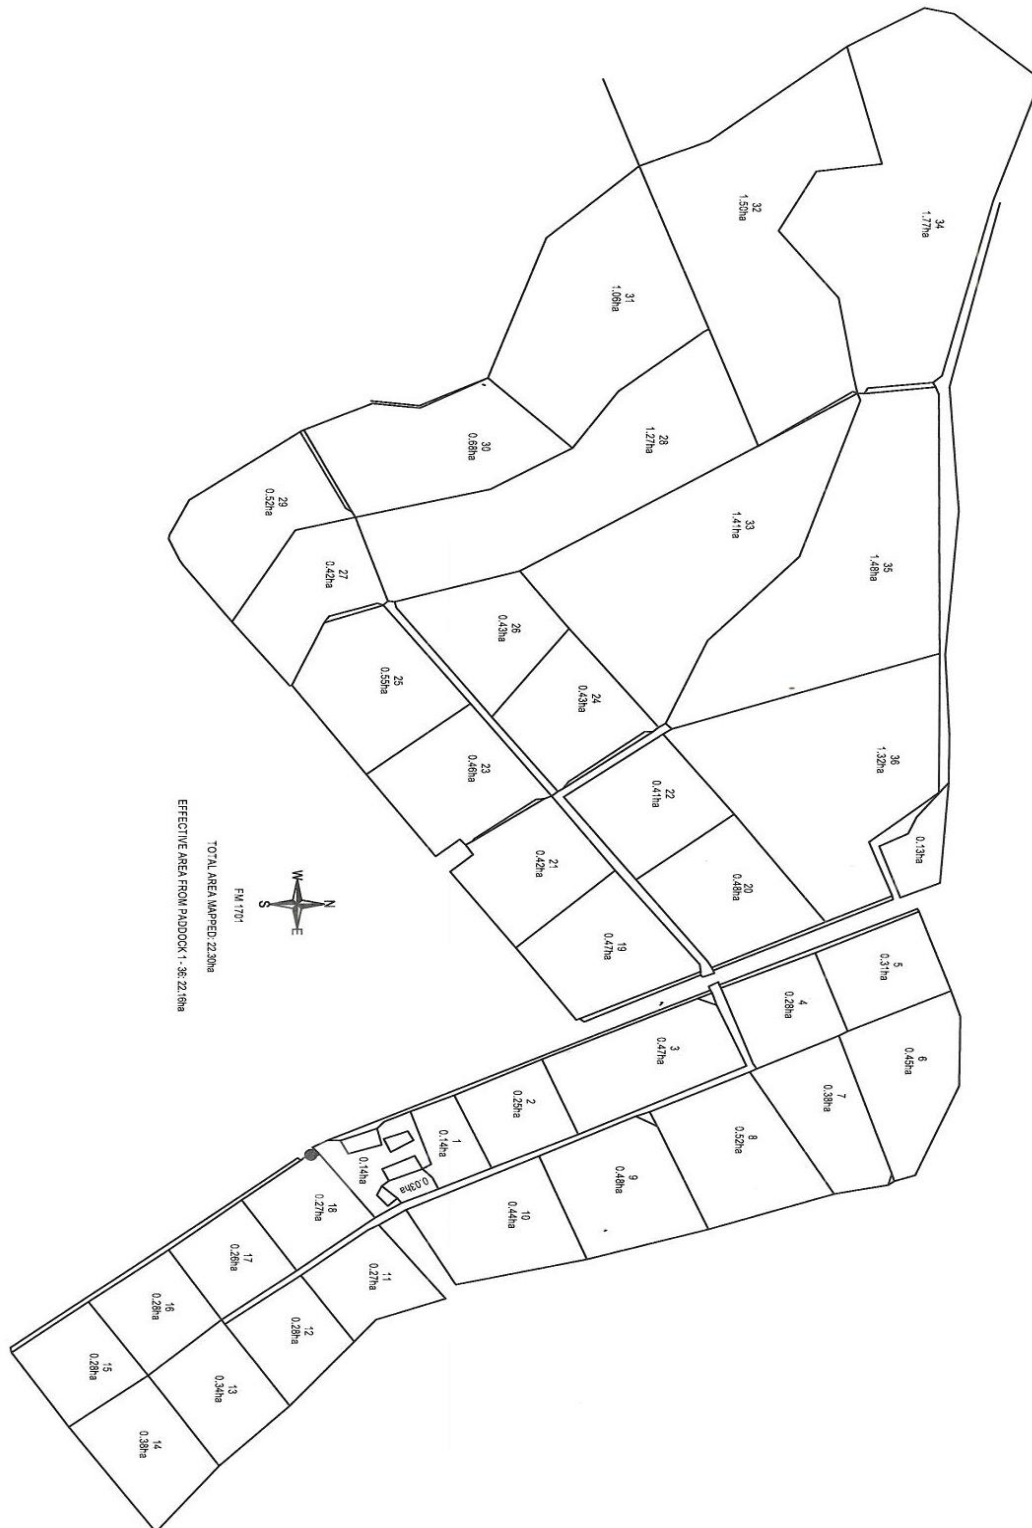 34
1.77ha
32
1.50ha
31
1.06ha
28
1.27ha
30
0.68ha
29
0.52ha
27
0.42ha
33
1.41ha
35
1.48ha
26
0.43ha
24
0.43ha
25
0.55ha
23
0.46ha
36
1.32ha
22
0.41ha
20
0.48ha
21
0.42ha
19
0.47ha
0.13ha
5
0.31ha
4
0.28ha
6
0.45ha
7
0.38ha
3
0.47ha
8
0.52ha
2
0.25ha
9
0.48ha
1
0.14ha
0.14ha
0.03ha
10
0.44ha
18
0.27ha
11
0.27ha
17
0.26ha
12
0.28ha
16
0.28ha
13
0.34ha
15
0.28ha
14
0.38ha
N
W
E
S
FM 1701
TOTAL AREA MAPPED: 22.30ha
EFFECTIVE AREA FROM PADDOCK 1 - 36: 22.16ha